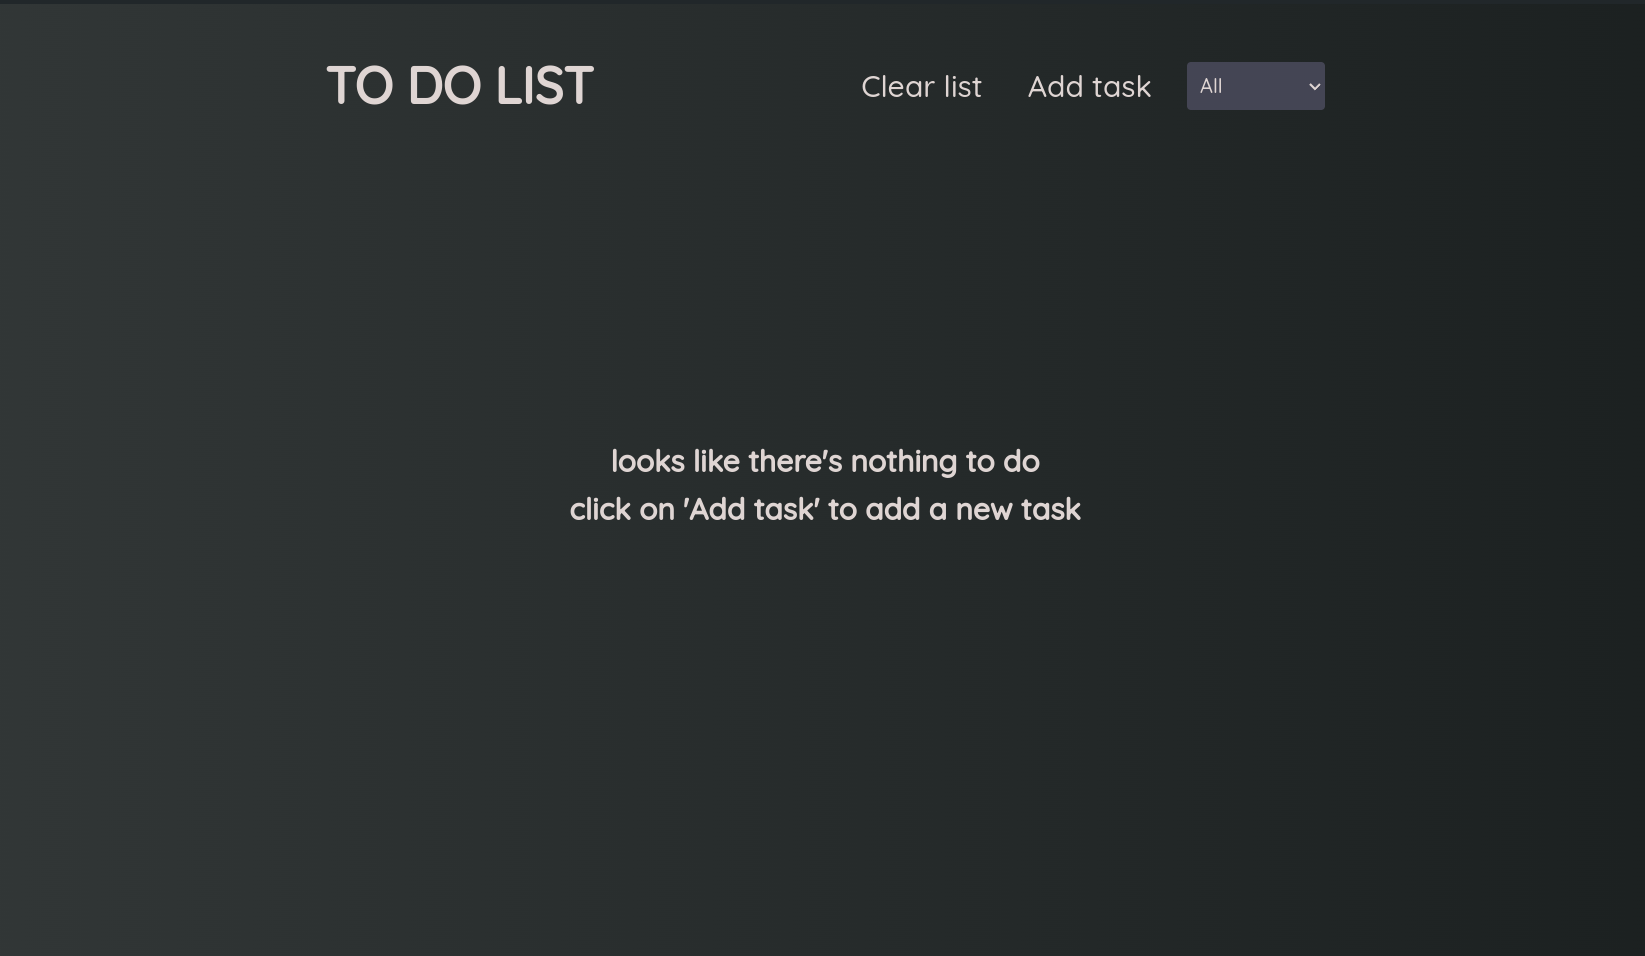 TO DO LIST
Clear list
Add task
All
looks like there's nothing to do
click on 'Add task' to add a new task